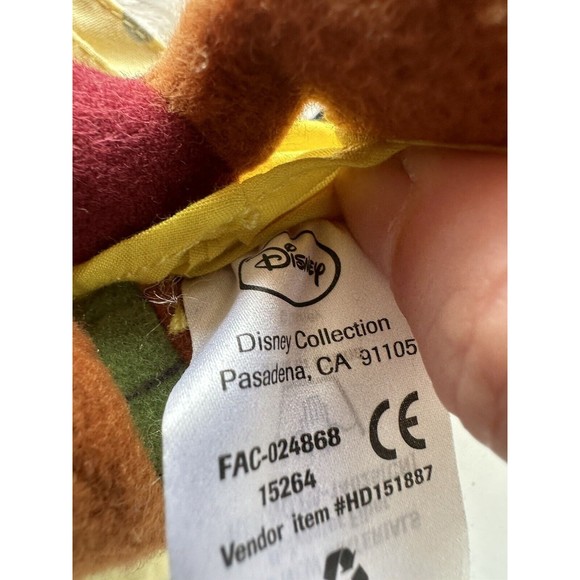 Disney
Disney Collection
Pasadena, CA 91105
FAC-024868
CE
15264
Vendor item #HD151887